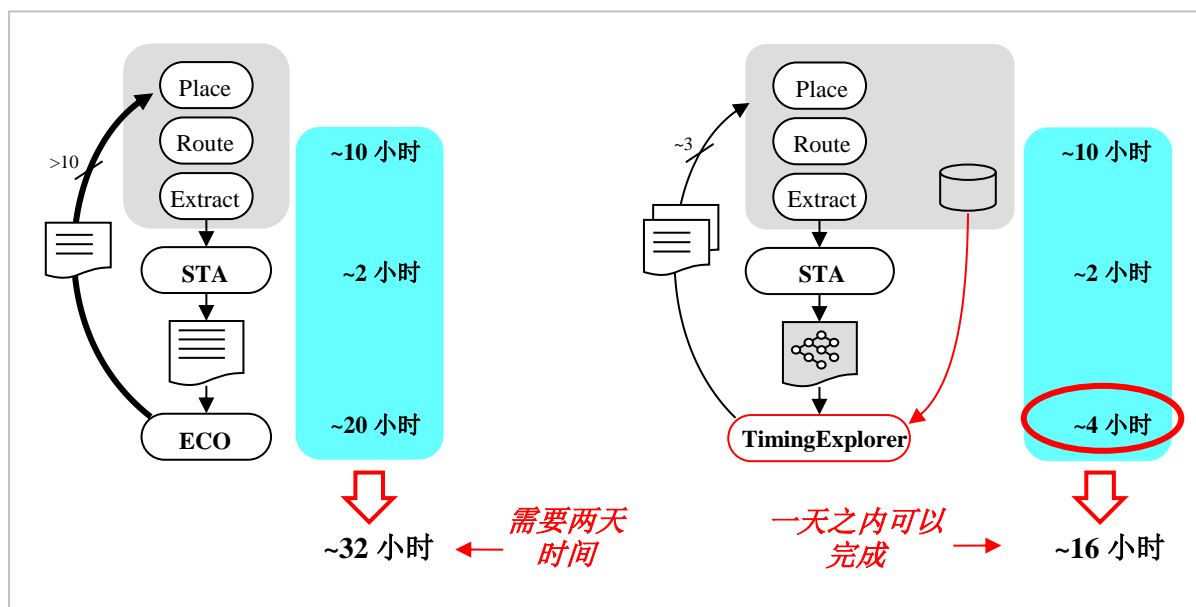 Place
Route
Extract
>10
STA
ECO
~10 小时
~2 小时
~20 小时
~32 小时
需要两天
时间
Place
Route
Extract
~3
STA
TimingExplorer
~10 小时
~2 小时
~4 小时
一天之内可以
完成
~16 小时